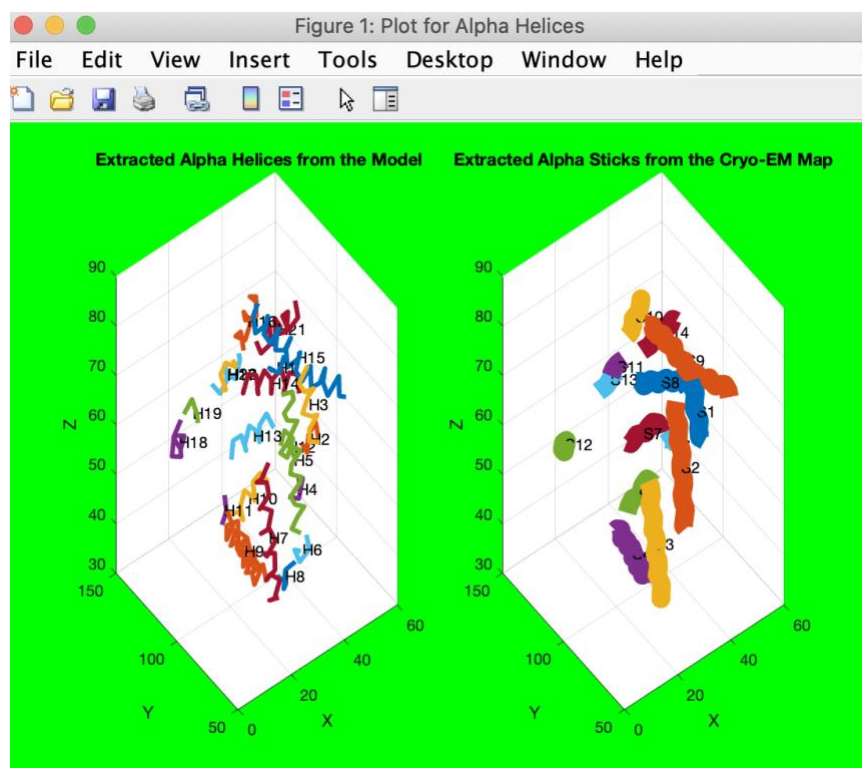 Figure 1: Plot for Alpha Helices
File Edit View Insert Tools Desktop Window Help
Extracted Alpha Helices from the Model
90
80
70
60
50
40
30
Z
150
100
50
Y
0
20
40
60
X
H15
H14
H3
H2
H19
H18
H13
H5
H4
H10
H11
H7
H9
H6
H8
Extracted Alpha Sticks from the Cryo-EM Map
90
80
70
60
50
40
30
Z
150
100
50
Y
0
20
40
60
X
S9
S8
S1
S7